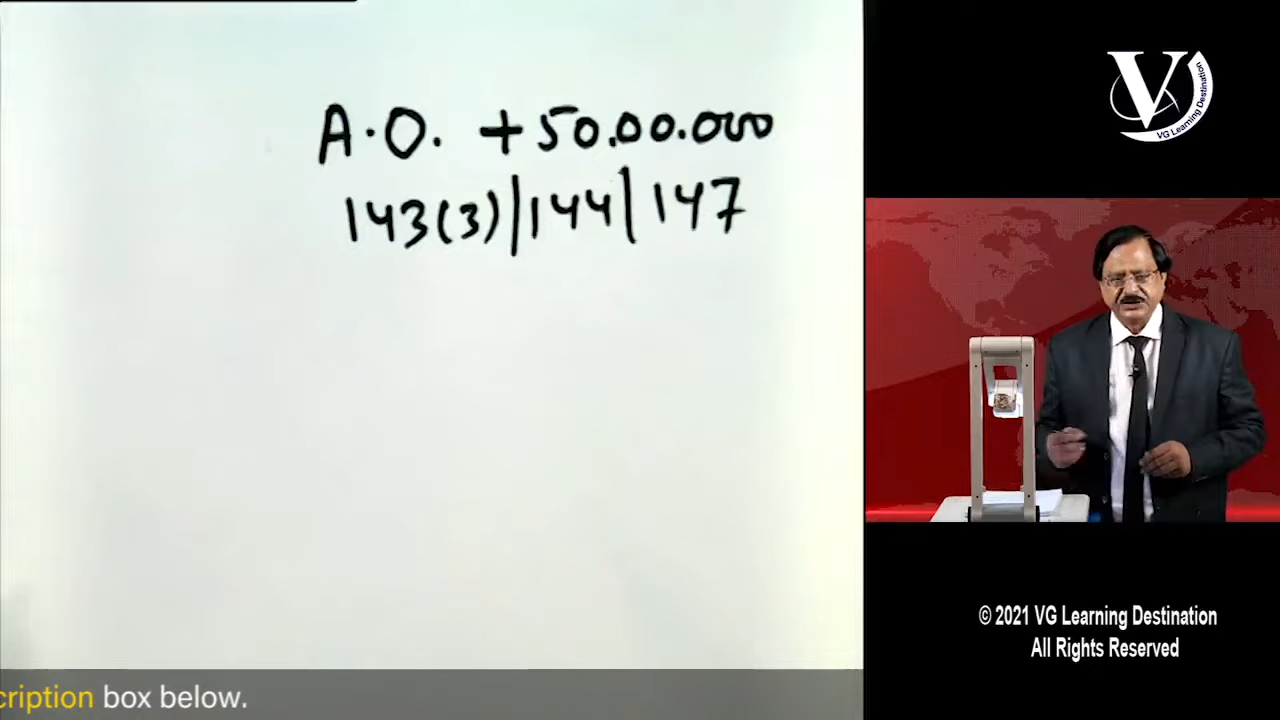 A.O. + 50.00.000
143(3) | 144 | 147
V
VG Learning Destination
© 2021 VG Learning Destination
All Rights Reserved
cription box below.